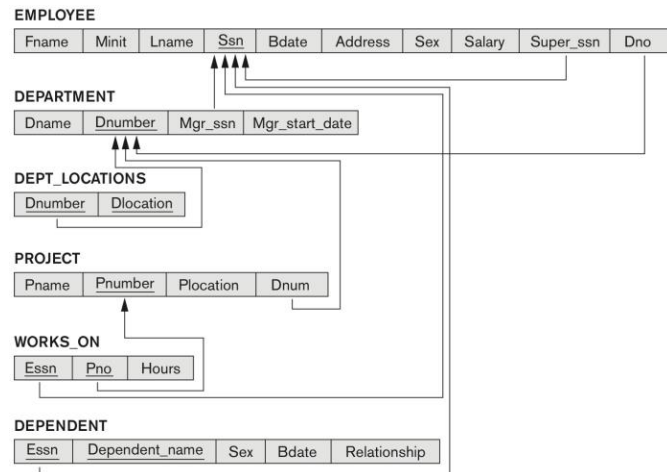 EMPLOYEE
Fname Minit Lname Ssn Bdate Address Sex Salary Super_ssn Dno
DEPARTMENT
Dname Dnumber Mgr_ssn Mgr_start_date
DEPT_LOCATIONS
Dnumber Dlocation
PROJECT
Pname Pnumber Plocation Dnum
WORKS_ON
Essn Pno Hours
DEPENDENT
Essn Dependent_name Sex Bdate Relationship